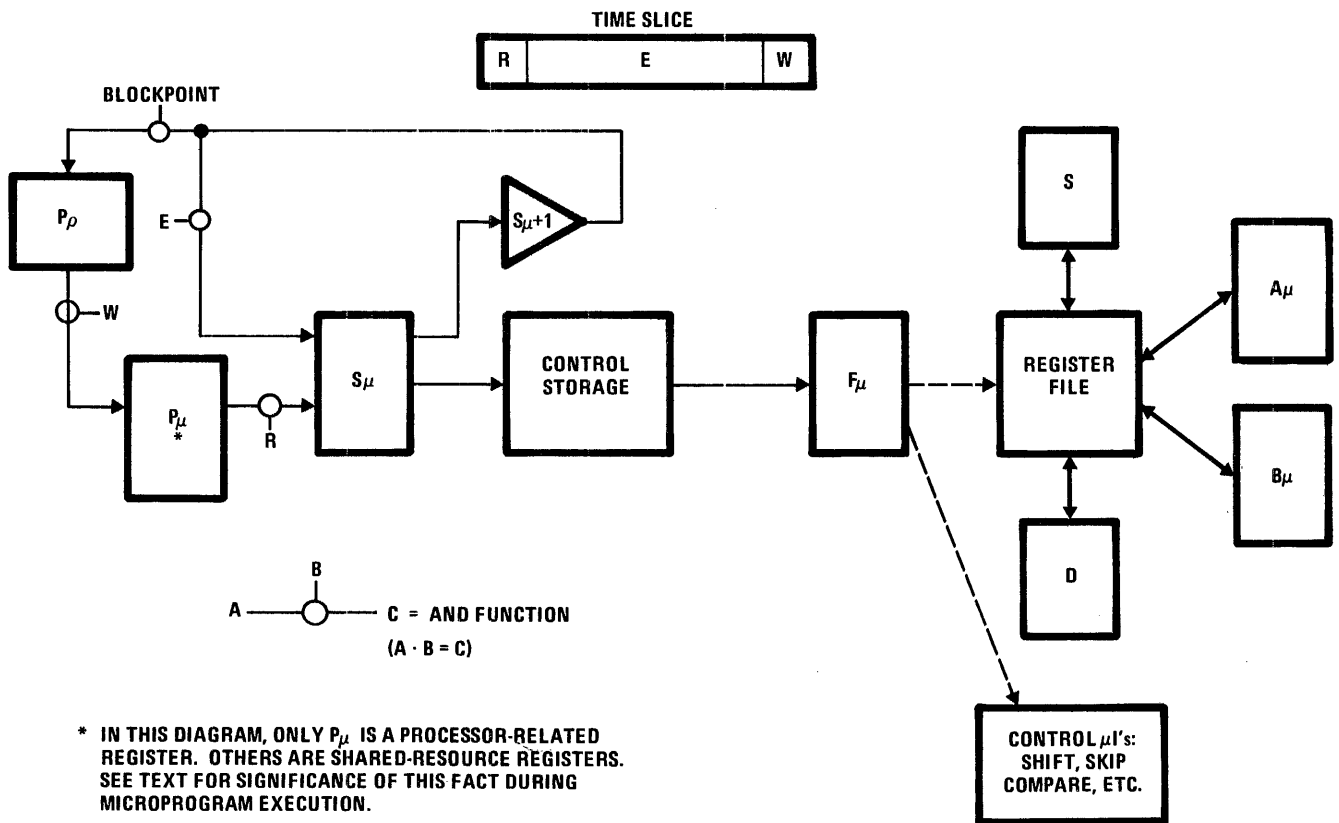 TIME SLICE
R E W
BLOCKPOINT
Pρ
E
Sμ+1
S
W
Aμ
Pμ
*
R
Sμ
CONTROL
STORAGE
Fμ
REGISTER
FILE
Bμ
D
B
A C = AND FUNCTION
(A · B = C)
CONTROL μI's:
SHIFT, SKIP
COMPARE, ETC.
* IN THIS DIAGRAM, ONLY Pμ IS A PROCESSOR-RELATED
REGISTER. OTHERS ARE SHARED-RESOURCE REGISTERS.
SEE TEXT FOR SIGNIFICANCE OF THIS FACT DURING
MICROPROGRAM EXECUTION.